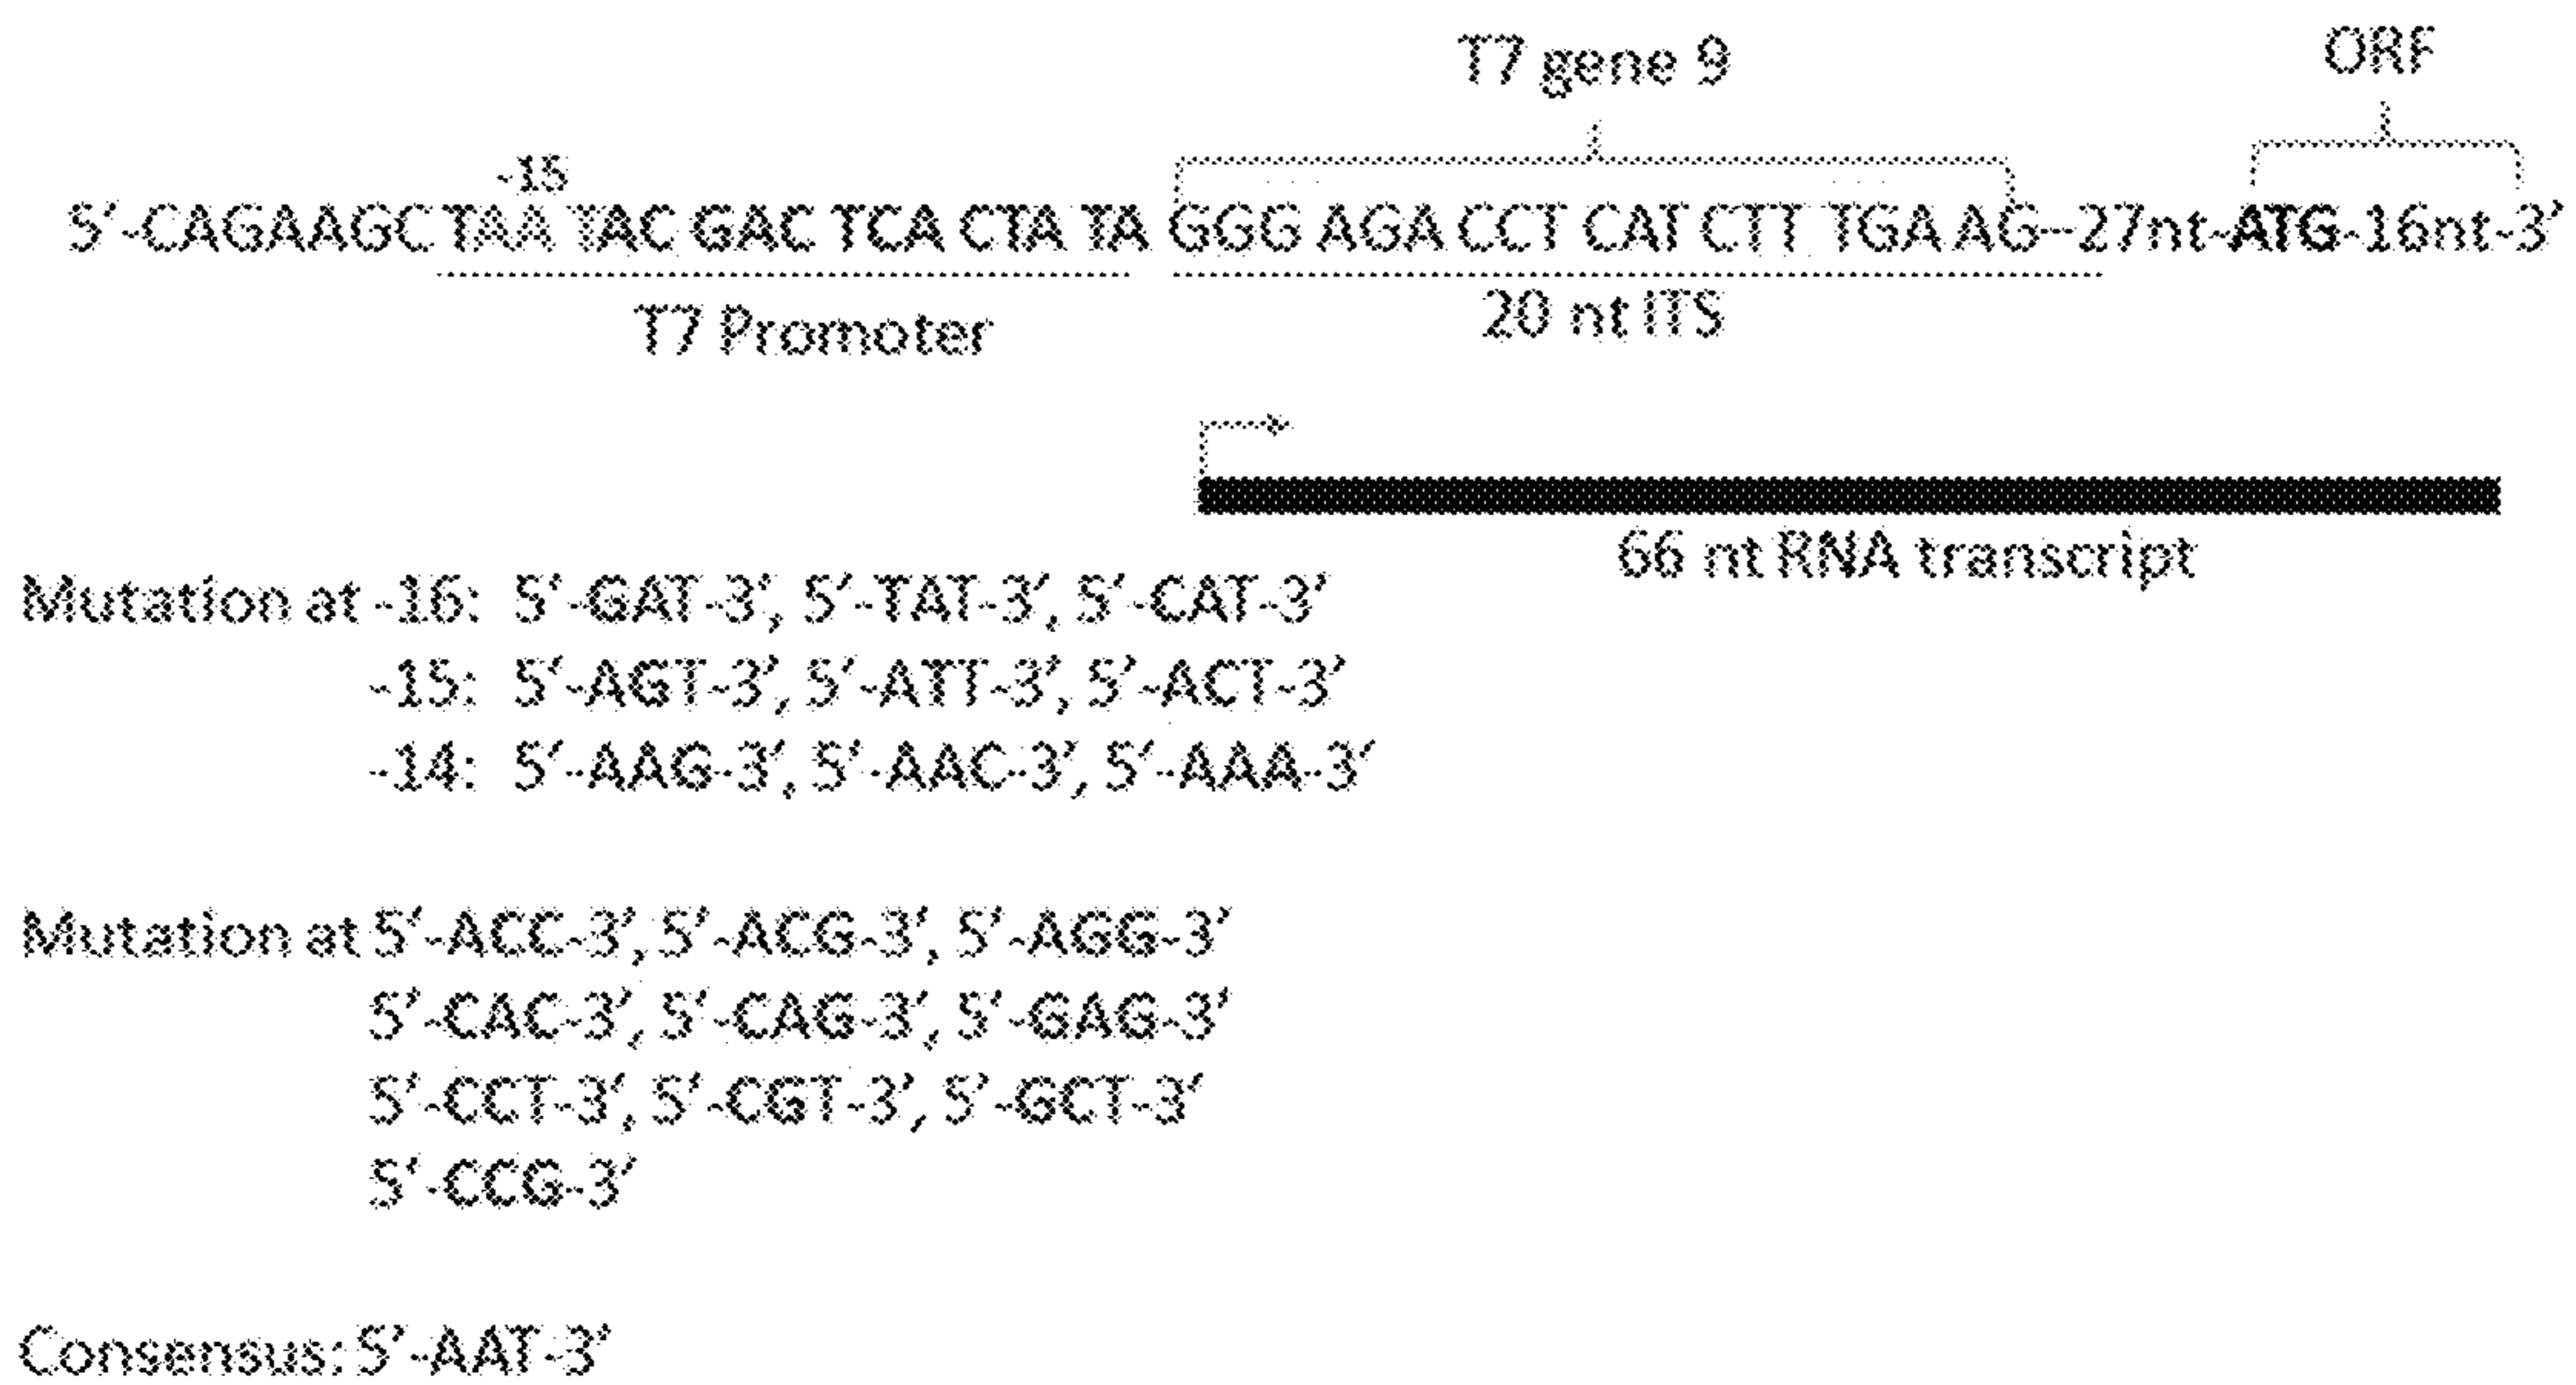 T7 gene 9
ORF
-15
5'-CAGAAGC TAA TAC GAC TCA CTA TA GGG AGA CCT CAT CTT TGA AG--27nt-ATG-16nt-3'
T7 Promoter
20 nt ITS
66 nt RNA transcript
Mutation at -16: 5'-GAT-3', 5'-TAT-3', 5'-CAT-3'
-15: 5'-AGT-3', 5'-ATT-3', 5'-ACT-3'
-14: 5'-AAG-3', 5'-AAC-3', 5'-AAA-3'
Mutation at 5'-ACC-3', 5'-ACG-3', 5'-AGG-3'
5'-CAC-3', 5'-CAG-3', 5'-GAG-3'
5'-CCT-3', 5'-CGT-3', 5'-GCT-3'
5'-CCG-3'
Consensus: 5'-AAT-3'